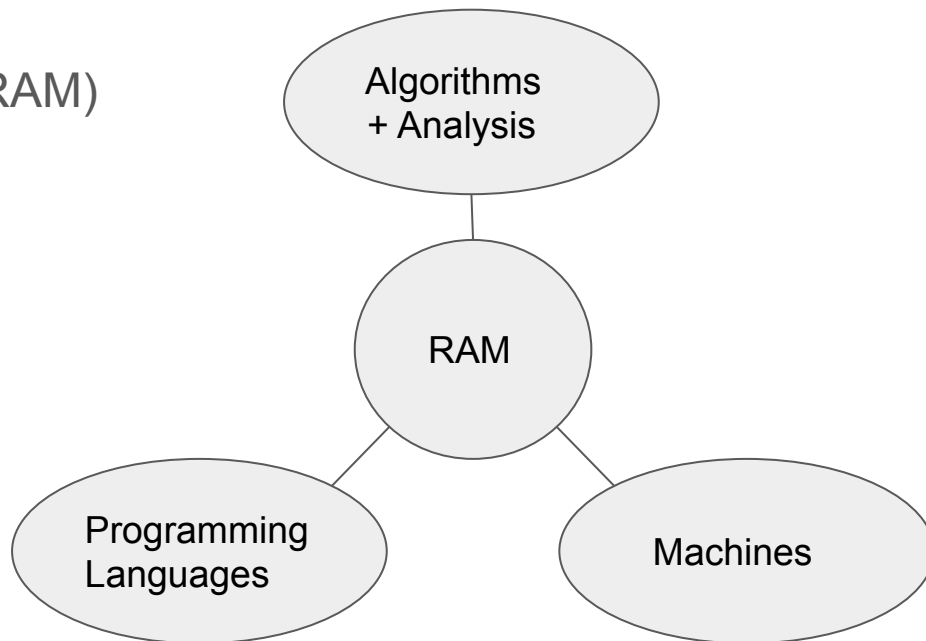 RAM)
Algorithms
+ Analysis
RAM
Programming
Languages
Machines